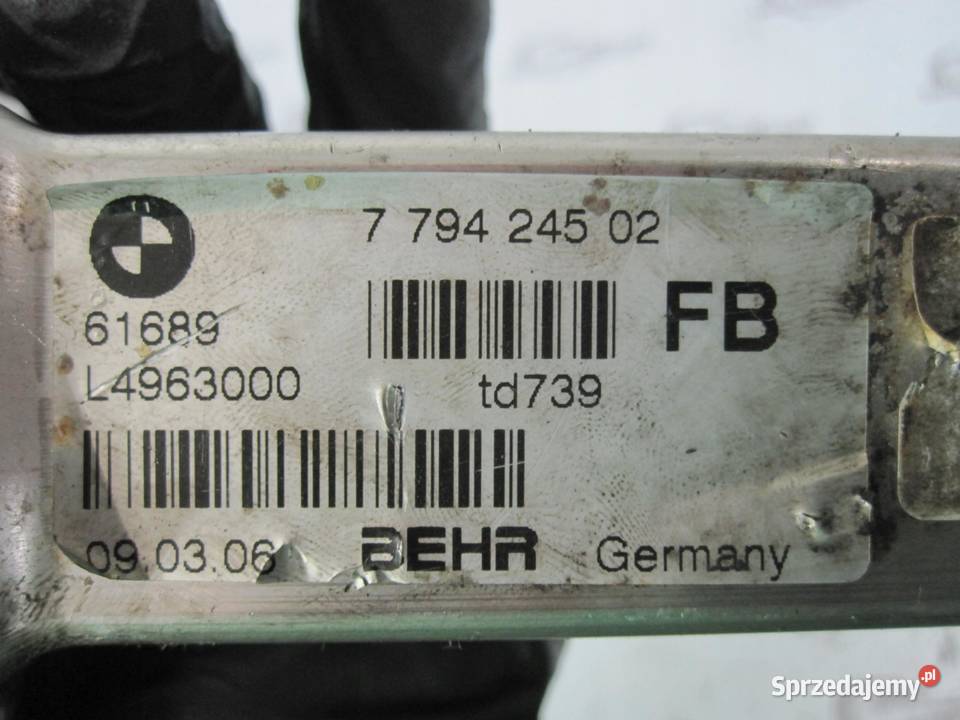 7 794 245 02
61689
FB
L4963000
td739
09.03.06
BEHR
Germany
Sprzedajemy.pl